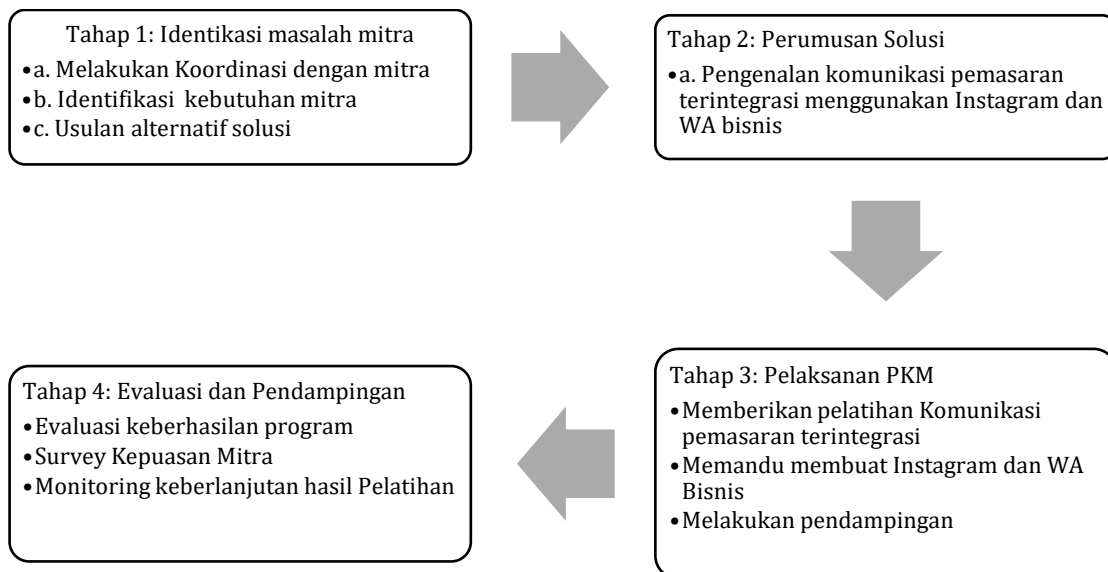 Tahap 1: Identikasi masalah mitra
•a. Melakukan Koordinasi dengan mitra
•b. Identifikasi kebutuhan mitra
•c. Usulan alternatif solusi
Tahap 2: Perumusan Solusi
•a. Pengenalan komunikasi pemasaran
terintegrasi menggunakan Instagram dan
WA bisnis
Tahap 3: Pelaksanan PKM
•Memberikan pelatihan Komunikasi
pemasaran terintegrasi
•Memandu membuat Instagram dan WA
Bisnis
•Melakukan pendampingan
Tahap 4: Evaluasi dan Pendampingan
•Evaluasi keberhasilan program
•Survey Kepuasan Mitra
•Monitoring keberlanjutan hasil Pelatihan